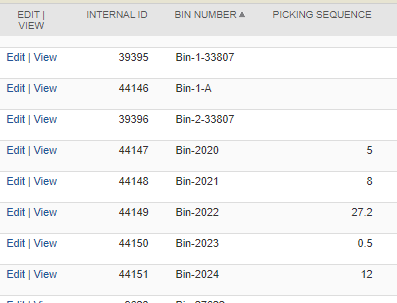 EDIT | VIEW INTERNAL ID BIN NUMBER ▲ PICKING SEQUENCE
Edit | View 39395 Bin-1-33807
Edit | View 44146 Bin-1-A
Edit | View 39396 Bin-2-33807
Edit | View 44147 Bin-2020 5
Edit | View 44148 Bin-2021 8
Edit | View 44149 Bin-2022 27.2
Edit | View 44150 Bin-2023 0.5
Edit | View 44151 Bin-2024 12